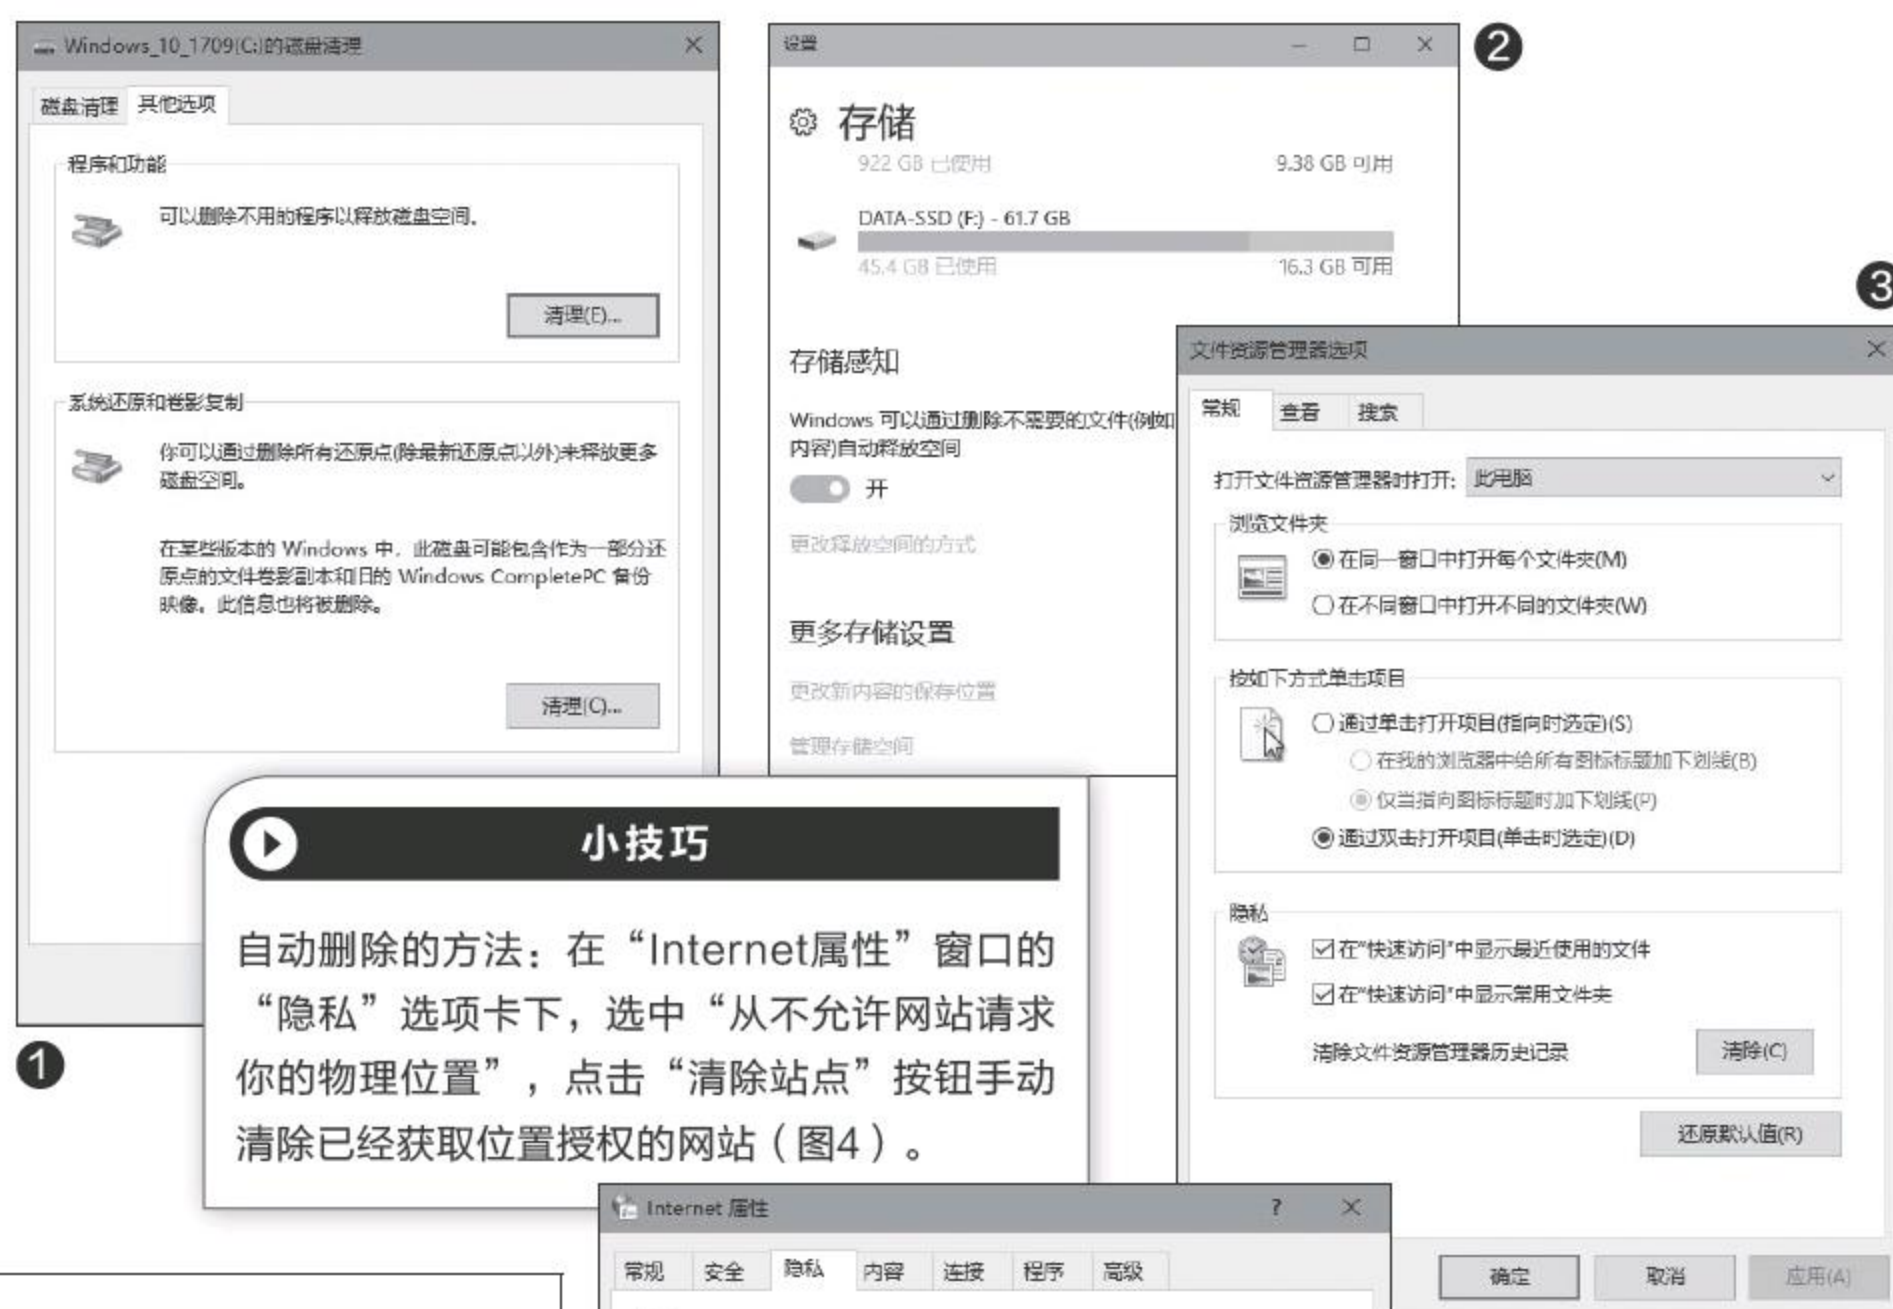 Windows_10_1709(C:)的磁盘清理
磁盘清理 其他选项
程序和功能
可以删除不用的程序以释放磁盘空间。
清理(E)...
系统还原和卷影复制
你可以通过删除所有还原点(除最新还原点以外)来释放更多
磁盘空间。
在某些版本的 Windows 中，此磁盘可能包含作为一部分还
原点的文件卷影副本和旧的 Windows CompletePC 备份
映像。此信息也将被删除。
清理(C)...
1
设置
2
存储
922 GB 已使用 9.38 GB 可用
DATA-SSD (F:) - 61.7 GB
45.4 GB 已使用 16.3 GB 可用
存储感知
Windows 可以通过删除不需要的文件(例如
内容)自动释放空间
开
更改释放空间的方式
更多存储设置
更改新内容的保存位置
管理存储空间
3
文件资源管理器选项
常规 查看 搜索
打开文件资源管理器时打开: 此电脑
浏览文件夹
在同一窗口中打开每个文件夹(M)
在不同窗口中打开不同的文件夹(W)
按如下方式单击项目
通过单击打开项目(指向时选定)(S)
在我的浏览器中给所有图标标题加下划线(B)
仅当指向图标标题时加下划线(P)
通过双击打开项目(单击时选定)(D)
隐私
在"快速访问"中显示最近使用的文件
在"快速访问"中显示常用文件夹
清除文件资源管理器历史记录 清除(C)
还原默认值(R)
确定 取消 应用(A)
小技巧
自动删除的方法：在“Internet属性”窗口的
“隐私”选项卡下，选中“从不允许网站请求
你的物理位置”，点击“清除站点”按钮手动
清除已经获取位置授权的网站（图4）。
Internet 属性 ?
常规 安全 隐私 内容 连接 程序 高级